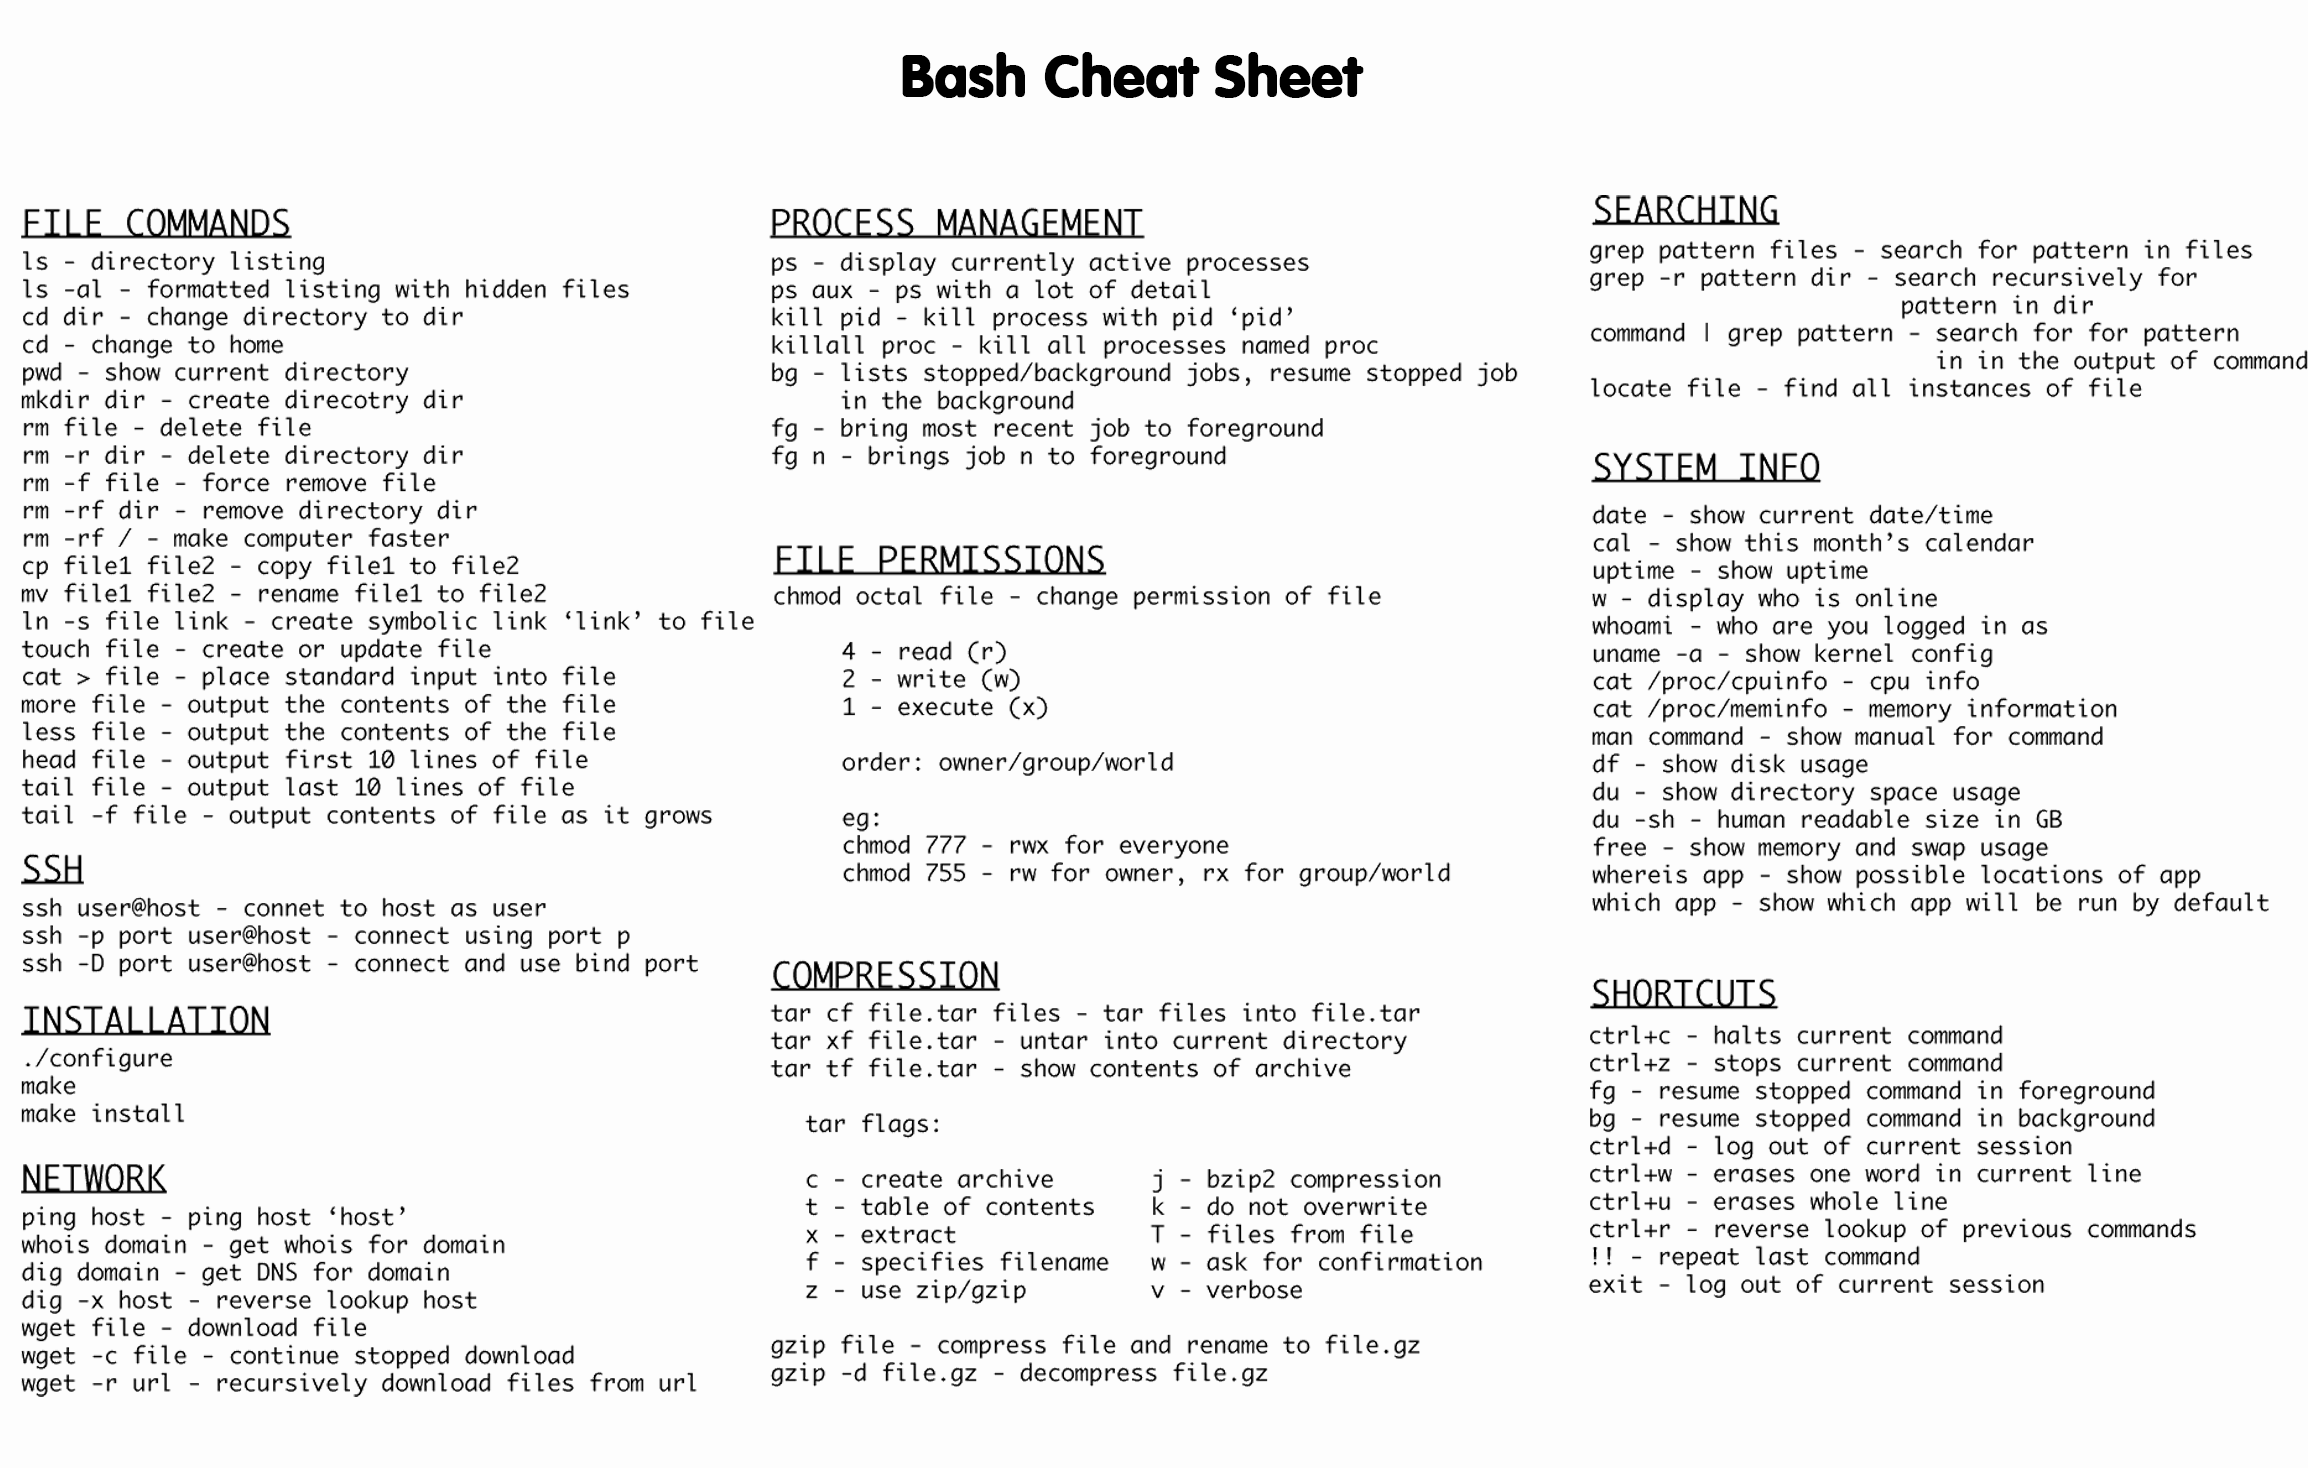 Bash Cheat Sheet
FILE COMMANDS
ls - directory listing
ls -al - formatted listing with hidden files
cd dir - change directory to dir
cd - change to home
pwd - show current directory
mkdir dir - create direcotry dir
rm file - delete file
rm -r dir - delete directory dir
rm -f file - force remove file
rm -rf dir - remove directory dir
rm -rf / - make computer faster
cp file1 file2 - copy file1 to file2
mv file1 file2 - rename file1 to file2
ln -s file link - create symbolic link ‘link’ to file
touch file - create or update file
cat > file - place standard input into file
more file - output the contents of the file
less file - output the contents of the file
head file - output first 10 lines of file
tail file - output last 10 lines of file
tail -f file - output contents of file as it grows
SSH
ssh user@host - connet to host as user
ssh -p port user@host - connect using port p
ssh -D port user@host - connect and use bind port
INSTALLATION
./configure
make
make install
NETWORK
ping host - ping host ‘host’
whois domain - get whois for domain
dig domain - get DNS for domain
dig -x host - reverse lookup host
wget file - download file
wget -c file - continue stopped download
wget -r url - recursively download files from url
PROCESS MANAGEMENT
ps - display currently active processes
ps aux - ps with a lot of detail
kill pid - kill process with pid ‘pid’
killall proc - kill all processes named proc
bg - lists stopped/background jobs, resume stopped job
in the background
fg - bring most recent job to foreground
fg n - brings job n to foreground
FILE PERMISSIONS
chmod octal file - change permission of file
4 - read (r)
2 - write (w)
1 - execute (x)
order: owner/group/world
eg:
chmod 777 - rwx for everyone
chmod 755 - rw for owner, rx for group/world
COMPRESSION
tar cf file.tar files - tar files into file.tar
tar xf file.tar - untar into current directory
tar tf file.tar - show contents of archive
tar flags:
c - create archive j - bzip2 compression
t - table of contents k - do not overwrite
x - extract T - files from file
f - specifies filename w - ask for confirmation
z - use zip/gzip v - verbose
gzip file - compress file and rename to file.gz
gzip -d file.gz - decompress file.gz
SEARCHING
grep pattern files - search for pattern in files
grep -r pattern dir - search recursively for
pattern in dir
command | grep pattern - search for for pattern
in in the output of command
locate file - find all instances of file
SYSTEM INFO
date - show current date/time
cal - show this month’s calendar
uptime - show uptime
w - display who is online
whoami - who are you logged in as
uname -a - show kernel config
cat /proc/cpuinfo - cpu info
cat /proc/meminfo - memory information
man command - show manual for command
df - show disk usage
du - show directory space usage
du -sh - human readable size in GB
free - show memory and swap usage
whereis app - show possible locations of app
which app - show which app will be run by default
SHORTCUTS
ctrl+c - halts current command
ctrl+z - stops current command
fg - resume stopped command in foreground
bg - resume stopped command in background
ctrl+d - log out of current session
ctrl+w - erases one word in current line
ctrl+u - erases whole line
ctrl+r - reverse lookup of previous commands
!! - repeat last command
exit - log out of current session